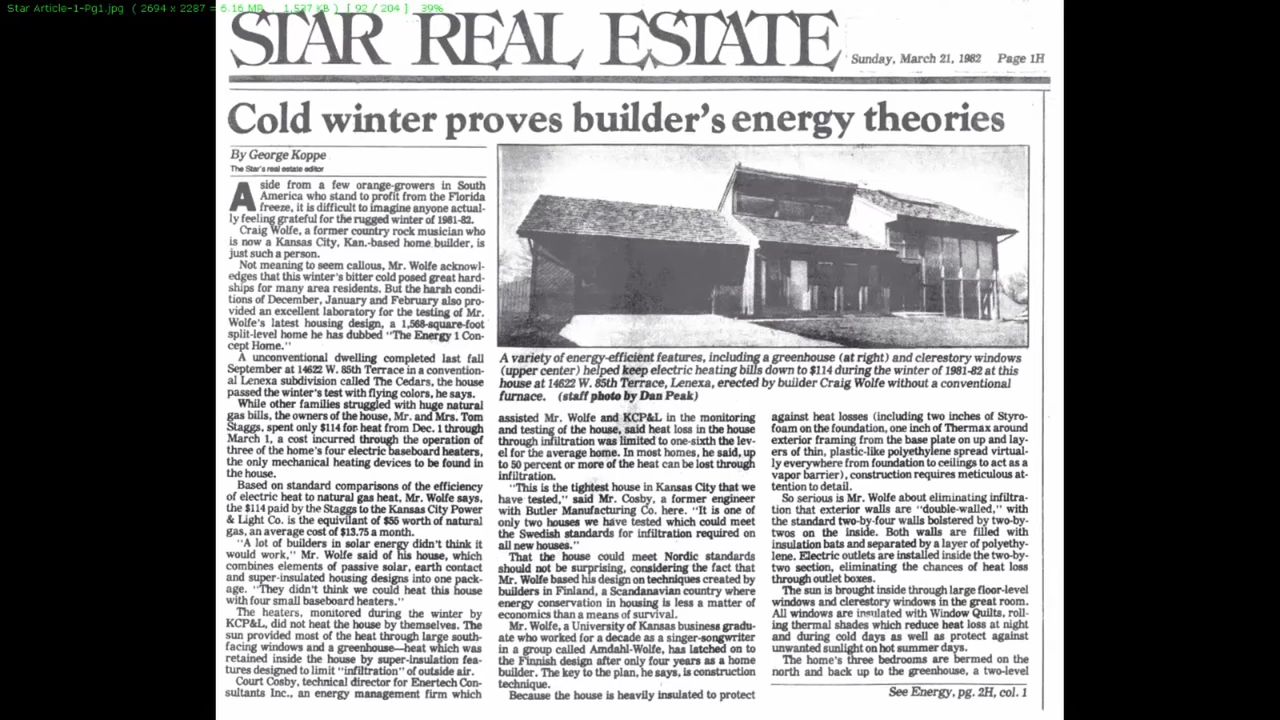 Star Article-1-Pg1.jpg ( 2694 x 2287 = 6.16 MP 1,527 KB ) [ 92 / 204 ] 39%
STAR REAL ESTATE
Sunday, March 21, 1982 Page 1H
Cold winter proves builder's energy theories
By George Koppe
The Star's real estate editor
Aside from a few orange-growers in South
America who stand to profit from the Florida
freeze, it is difficult to imagine anyone actual-
ly feeling grateful for the rugged winter of 1981-82.
Craig Wolfe, a former country rock musician who
is now a Kansas City, Kan.-based home builder, is
just such a person.
Not meaning to seem callous, Mr. Wolfe acknowl-
edges that this winter's bitter cold posed great hard-
ships for many area residents. But the harsh condi-
tions of December, January and February also pro-
vided an excellent laboratory for the testing of Mr.
Wolfe's latest housing design, a 1,568-square-foot
split-level home he has dubbed "The Energy 1 Con-
cept Home."
A unconventional dwelling completed last fall
September at 14622 W. 85th Terrace in a convention-
al Lenexa subdivision called The Cedars, the house
passed the winter's test with flying colors, he says.
While other families struggled with huge natural
gas bills, the owners of the house, Mr. and Mrs. Tom
Staggs, spent only $114 for heat from Dec. 1 through
March 1, a cost incurred through the operation of
three of the home's four electric baseboard heaters,
the only mechanical heating devices to be found in
the house.
Based on standard comparisons of the efficiency
of electric heat to natural gas heat, Mr. Wolfe says,
the $114 paid by the Staggs to the Kansas City Power
& Light Co. is the equivilant of $55 worth of natural
gas, an average cost of $13.75 a month.
"A lot of builders in solar energy didn't think it
would work," Mr. Wolfe said of his house, which
combines elements of passive solar, earth contact
and super-insulated housing designs into one pack-
age. "They didn't think we could heat this house
with four small baseboard heaters."
The heaters, monitored during the winter by
KCP&L, did not heat the house by themselves. The
sun provided most of the heat through large south-
facing windows and a greenhouse—heat which was
retained inside the house by super-insulation fea-
tures designed to limit "infiltration" of outside air.
Court Cosby, technical director for Enertech Con-
sultants Inc., an energy management firm which
A variety of energy-efficient features, including a greenhouse (at right) and clerestory windows
(upper center) helped keep electric heating bills down to $114 during the winter of 1981-82 at this
house at 14622 W. 85th Terrace, Lenexa, erected by builder Craig Wolfe without a conventional
furnace. (staff photo by Dan Peak)
assisted Mr. Wolfe and KCP&L in the monitoring
and testing of the house, said heat loss in the house
through infiltration was limited to one-sixth the lev-
el for the average home. In most homes, he said, up
to 50 percent or more of the heat can be lost through
infiltration.
"This is the tightest house in Kansas City that we
have tested," said Mr. Cosby, a former engineer
with Butler Manufacturing Co. here. "It is one of
only two houses we have tested which could meet
the Swedish standards for infiltration required on
all new houses."
That the house could meet Nordic standards
should not be surprising, considering the fact that
Mr. Wolfe based his design on techniques created by
builders in Finland, a Scandanavian country where
energy conservation in housing is less a matter of
economics than a means of survival.
Mr. Wolfe, a University of Kansas business gradu-
ate who worked for a decade as a singer-songwriter
in a group called Amdahl-Wolfe, has latched on to
the Finnish design after only four years as a home
builder. The key to the plan, he says, is construction
technique.
Because the house is heavily insulated to protect
against heat losses (including two inches of Styro-
foam on the foundation, one inch of Thermax around
exterior framing from the base plate on up and lay-
ers of thin, plastic-like polyethylene spread virtual-
ly everywhere from foundation to ceilings to act as a
vapor barrier), construction requires meticulous at-
tention to detail.
So serious is Mr. Wolfe about eliminating infiltra-
tion that exterior walls are "double-walled," with
the standard two-by-four walls bolstered by two-by-
twos on the inside. Both walls are filled with
insulation bats and separated by a layer of polyethy-
lene. Electric outlets are installed inside the two-by-
two section, eliminating the chances of heat loss
through outlet boxes.
The sun is brought inside through large floor-level
windows and clerestory windows in the great room.
All windows are insulated with Window Quilts, roll-
ing thermal shades which reduce heat loss at night
and during cold days as well as protect against
unwanted sunlight on hot summer days.
The home's three bedrooms are bermed on the
north and back up to the greenhouse, a two-level
See Energy, pg. 2H, col. 1